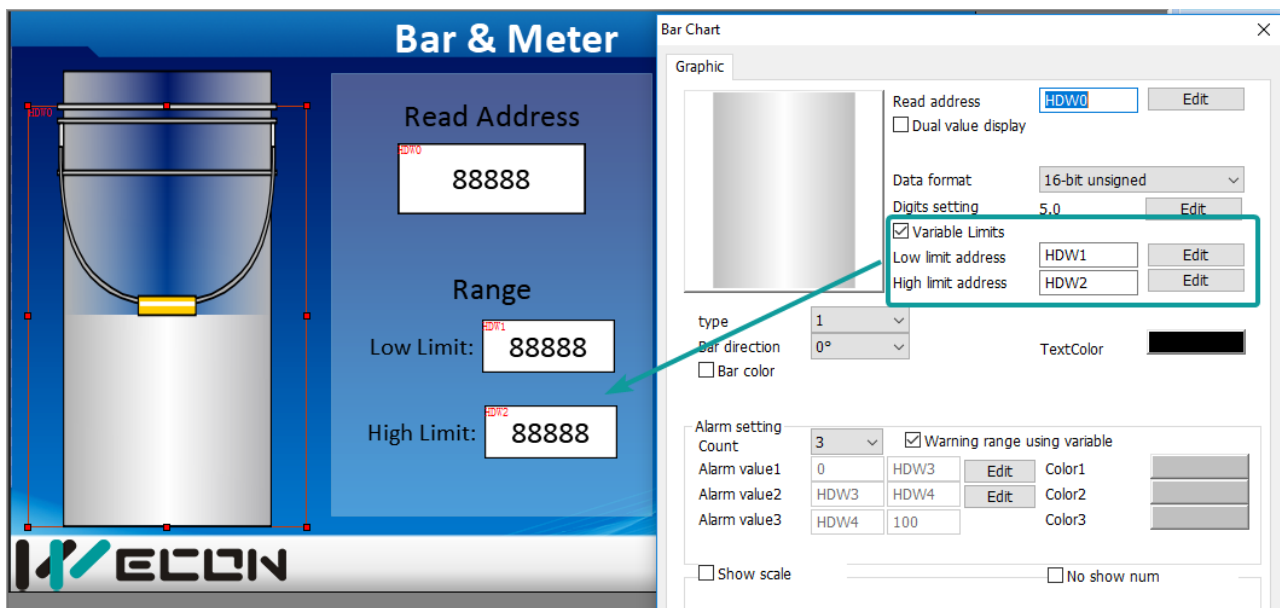 Bar & Meter
HDW0
Read Address
HDW0
88888
Range
HDW1
Low Limit: 88888
HDW2
High Limit: 88888
WECON
Bar Chart
Graphic
Read address HDW0 Edit
Dual value display
Data format 16-bit unsigned
Digits setting 5.0 Edit
Variable Limits
Low limit address HDW1 Edit
High limit address HDW2 Edit
type 1
Bar direction 0° TextColor
Bar color
Alarm setting
Count 3 Warning range using variable
Alarm value1 0 HDW3 Edit Color1
Alarm value2 HDW3 HDW4 Edit Color2
Alarm value3 HDW4 100 Color3
Show scale No show num